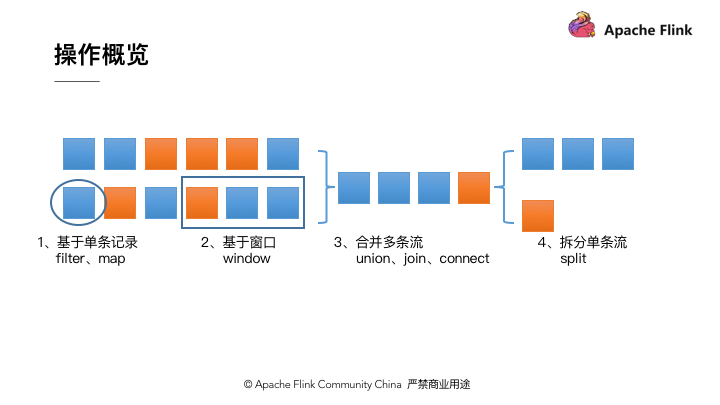 Apache Flink
操作概览
1、基于单条记录
filter、map
2、基于窗口
window
3、合并多条流
union、join、connect
4、拆分单条流
split
© Apache Flink Community China 严禁商业用途